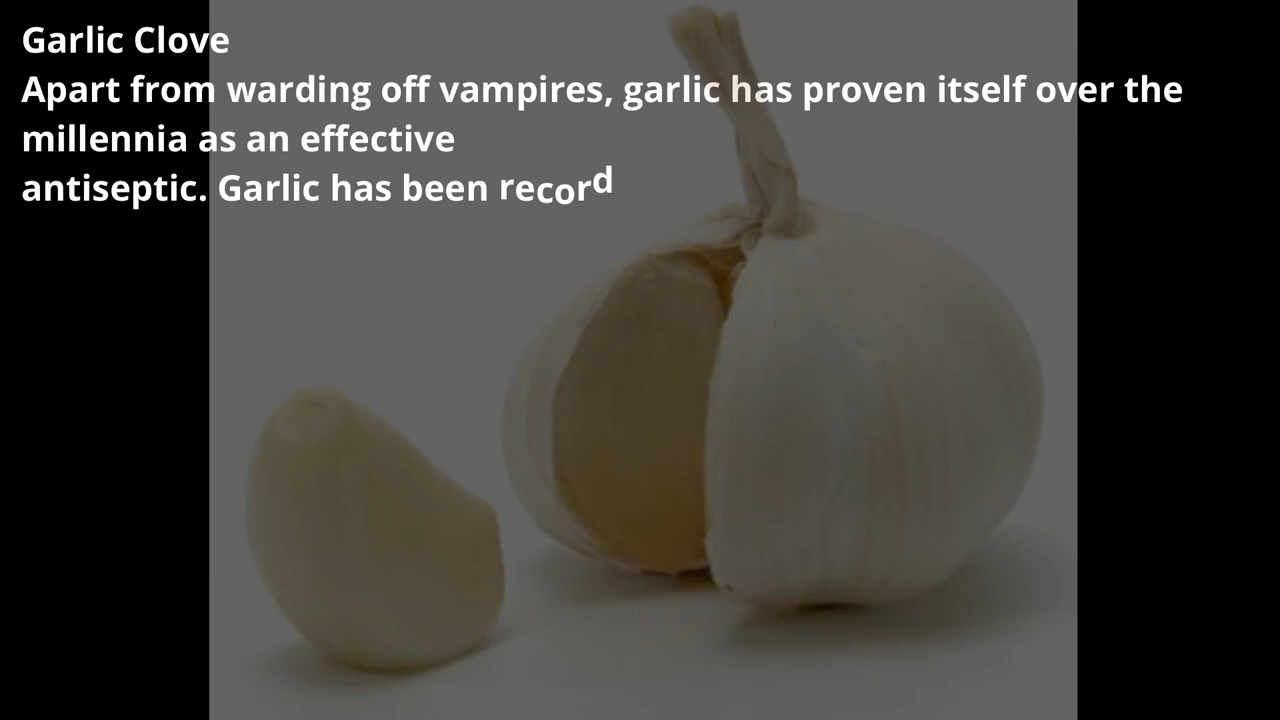 Garlic Clove
Apart from warding off vampires, garlic has proven itself over the
millennia as an effective
antiseptic. Garlic has been record